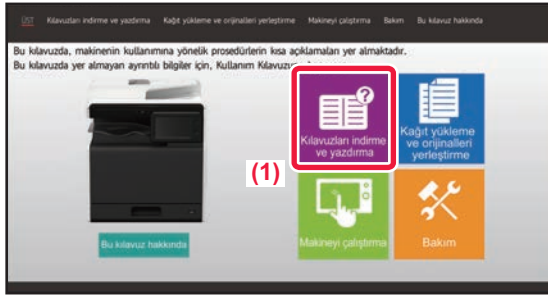 ÜST Kılavuzları indirme ve yazdırma Kağıt yükleme ve orijinalleri yerleştirme Makineyi çalıştırma Bakım Bu kılavuz hakkında
Bu kılavuzda, makinenin kullanımına yönelik prosedürlerin kısa açıklamaları yer almaktadır.
Bu kılavuzda yer almayan ayrıntılı bilgiler için, Kullanım
Kılavuzları indirme
ve yazdırma
Kağıt yükleme
ve orijinalleri
yerleştirme
(1)
Bu kılavuz hakkında
Makineyi çalıştırma
Bakım